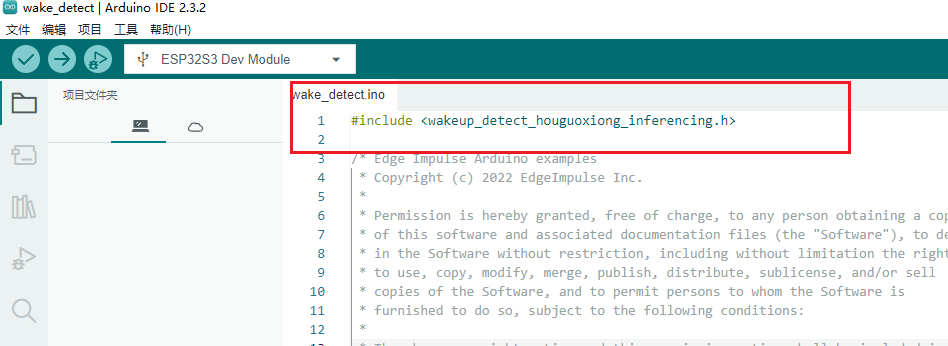 wake_detect | Arduino IDE 2.3.2
文件 编辑 项目 工具 帮助(H)
ESP32S3 Dev Module
项目文件夹
wake_detect.ino
1 #include <wakeup_detect_houguoxiong_inferencing.h>
2
3 /* Edge Impulse Arduino examples
4 * Copyright (c) 2022 EdgeImpulse Inc.
5 *
6 * Permission is hereby granted, free of charge, to any person obtaining a cop
7 * of this software and associated documentation files (the "Software"), to de
8 * in the Software without restriction, including without limitation the right
9 * to use, copy, modify, merge, publish, distribute, sublicense, and/or sell
10 * copies of the Software, and to permit persons to whom the Software is
11 * furnished to do so, subject to the following conditions:
12 *